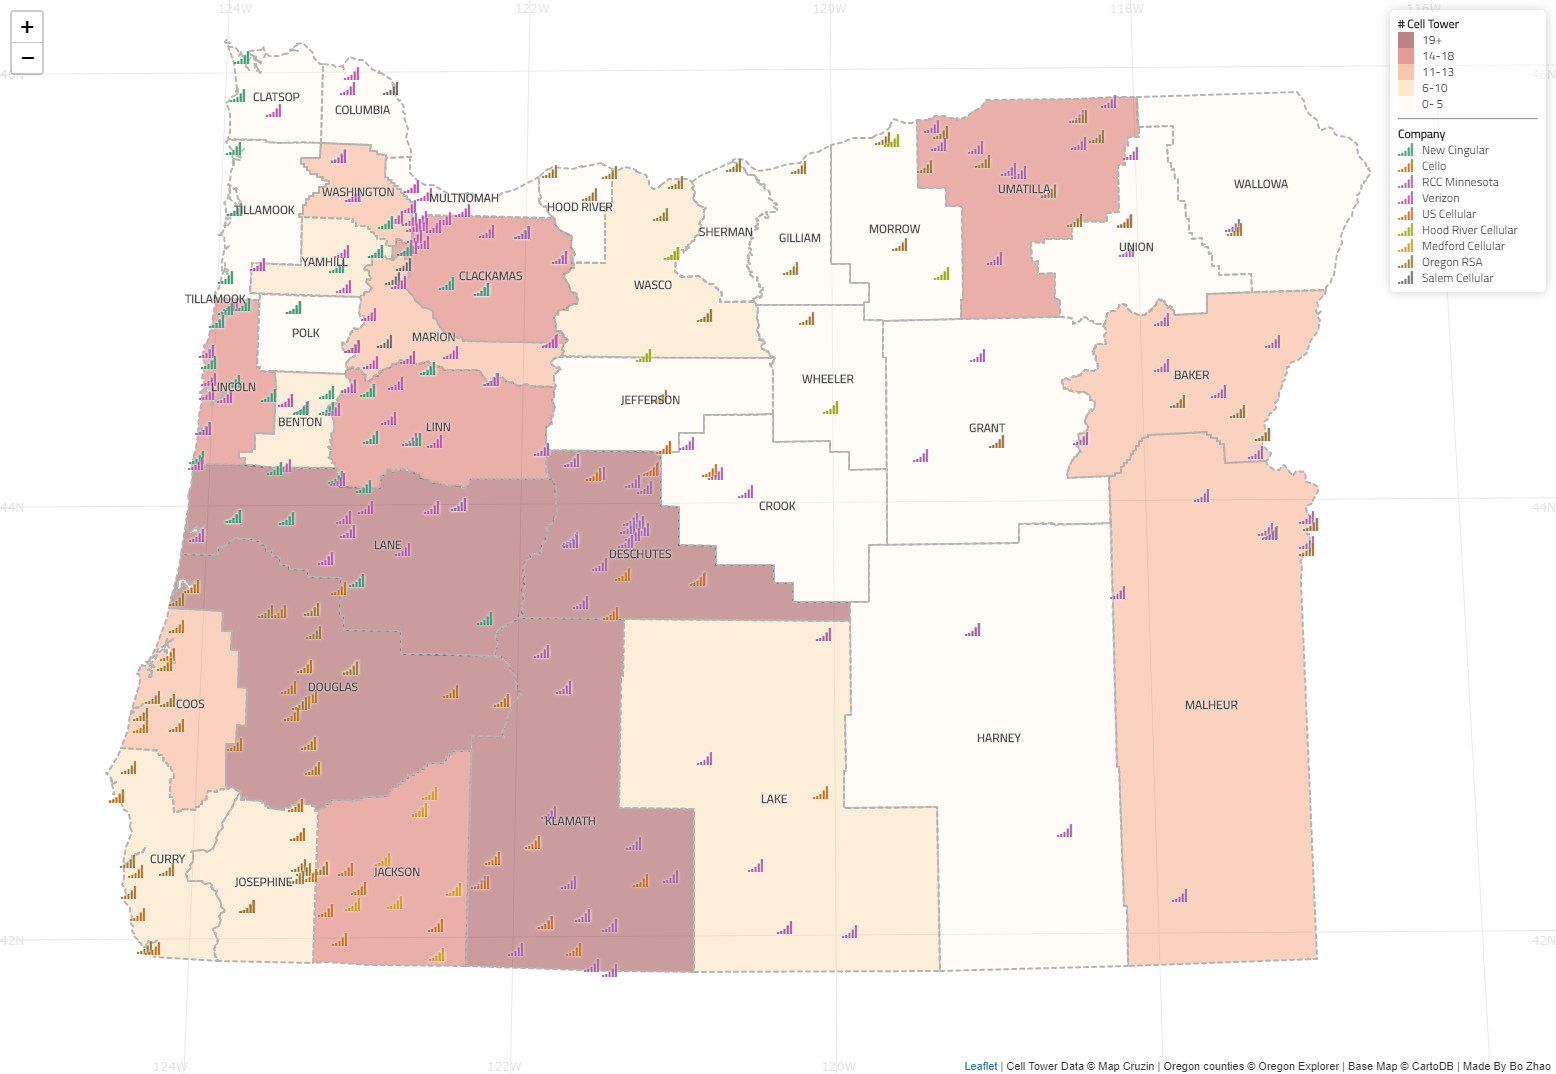 +
−
124W
122W
120W
118W
116W
46N
46N
# Cell Tower
19+
14-18
11-13
6-10
0- 5
Company
New Cingular
Cello
RCC Minnesota
Verizon
US Cellular
Hood River Cellular
Medford Cellular
Oregon RSA
Salem Cellular
CLATSOP
COLUMBIA
WASHINGTON
MULTNOMAH
TILLAMOOK
HOOD RIVER
UMATILLA
WALLOWA
SHERMAN
GILLIAM
MORROW
UNION
YAMHILL
CLACKAMAS
WASCO
TILLAMOOK
POLK
MARION
LINCOLN
JEFFERSON
WHEELER
BAKER
BENTON
LINN
GRANT
44N
CROOK
44N
LANE
DESCHUTES
DOUGLAS
COOS
MALHEUR
HARNEY
LAKE
KLAMATH
CURRY
JOSEPHINE
JACKSON
42N
42N
124W
122W
120W
Leaflet | Cell Tower Data © Map Cruzin | Oregon counties © Oregon Explorer | Base Map © CartoDB | Made By Bo Zhao